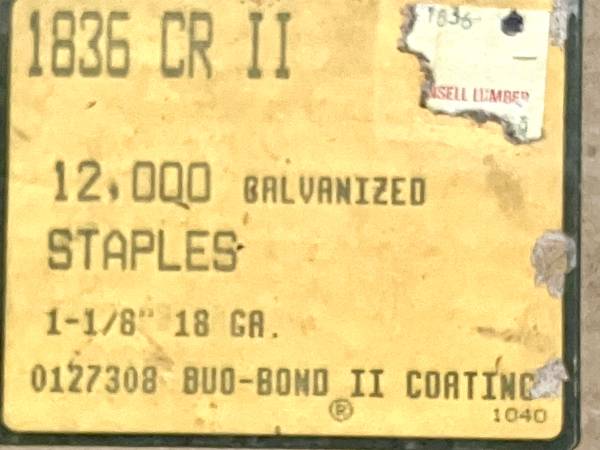 1836 CR II
1836
NSELL LUMBER
12,000 GALVANIZED
STAPLES
1-1/8" 18 GA.
0127308 DUO-BOND II COATING
®
1040